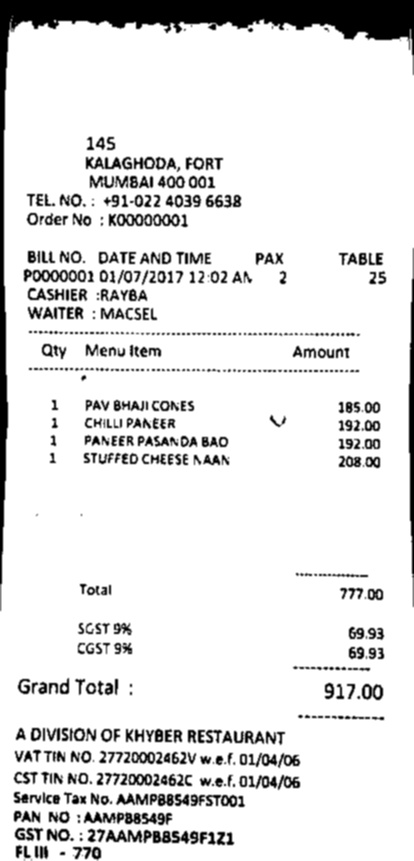 145
KALAGHODA, FORT
MUMBAI 400 001
TEL. NO. : +91-022 4039 6638
Order No : K00000001
BILL NO. DATE AND TIME PAX TABLE
P0000001 01/07/2017 12:02 AM 2 25
CASHIER :RAYBA
WAITER : MACSEL
Qty Menu Item Amount
1 PAV BHAJI CONES 185.00
1 CHILLI PANEER 192.00
1 PANEER PASANDA BAO 192.00
1 STUFFED CHEESE NAAN 208.00
Total 777.00
SGST 9% 69.93
CGST 9% 69.93
Grand Total : 917.00
A DIVISION OF KHYBER RESTAURANT
VAT TIN NO. 27720002462V w.e.f. 01/04/06
CST TIN NO. 27720002462C w.e.f. 01/04/06
Service Tax No. AAMPB8549FST001
PAN NO : AAMPB8549F
GST NO. : 27AAMPB8549F1Z1
FL III - 770